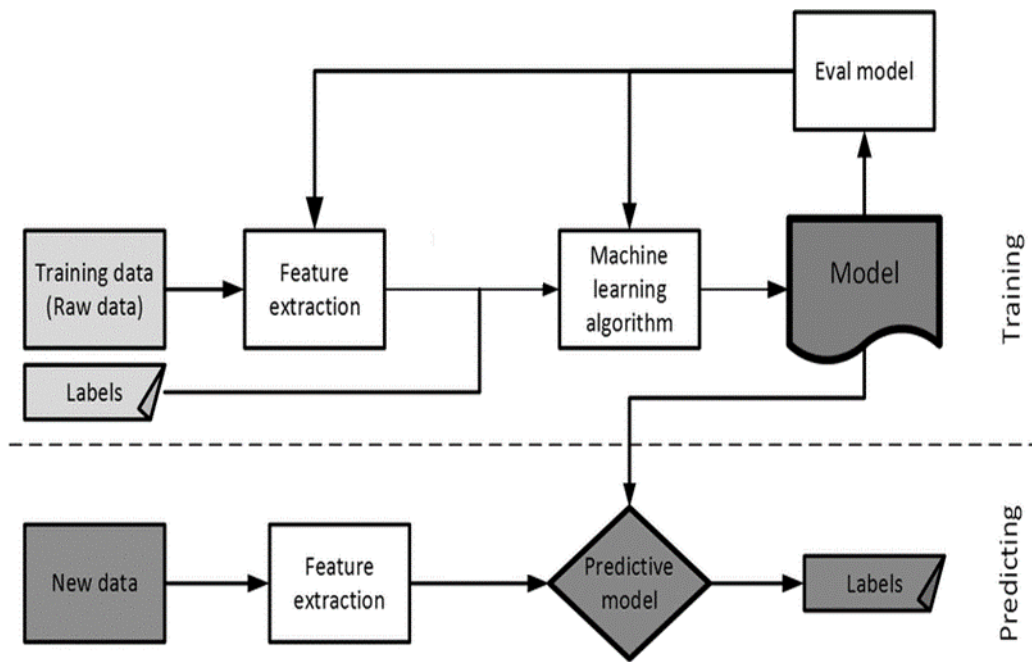 Eval model
Training data
(Raw data)
Feature
extraction
Machine
learning
algorithm
Model
Training
Labels
New data
Feature
extraction
Predictive
model
Labels
Predicting